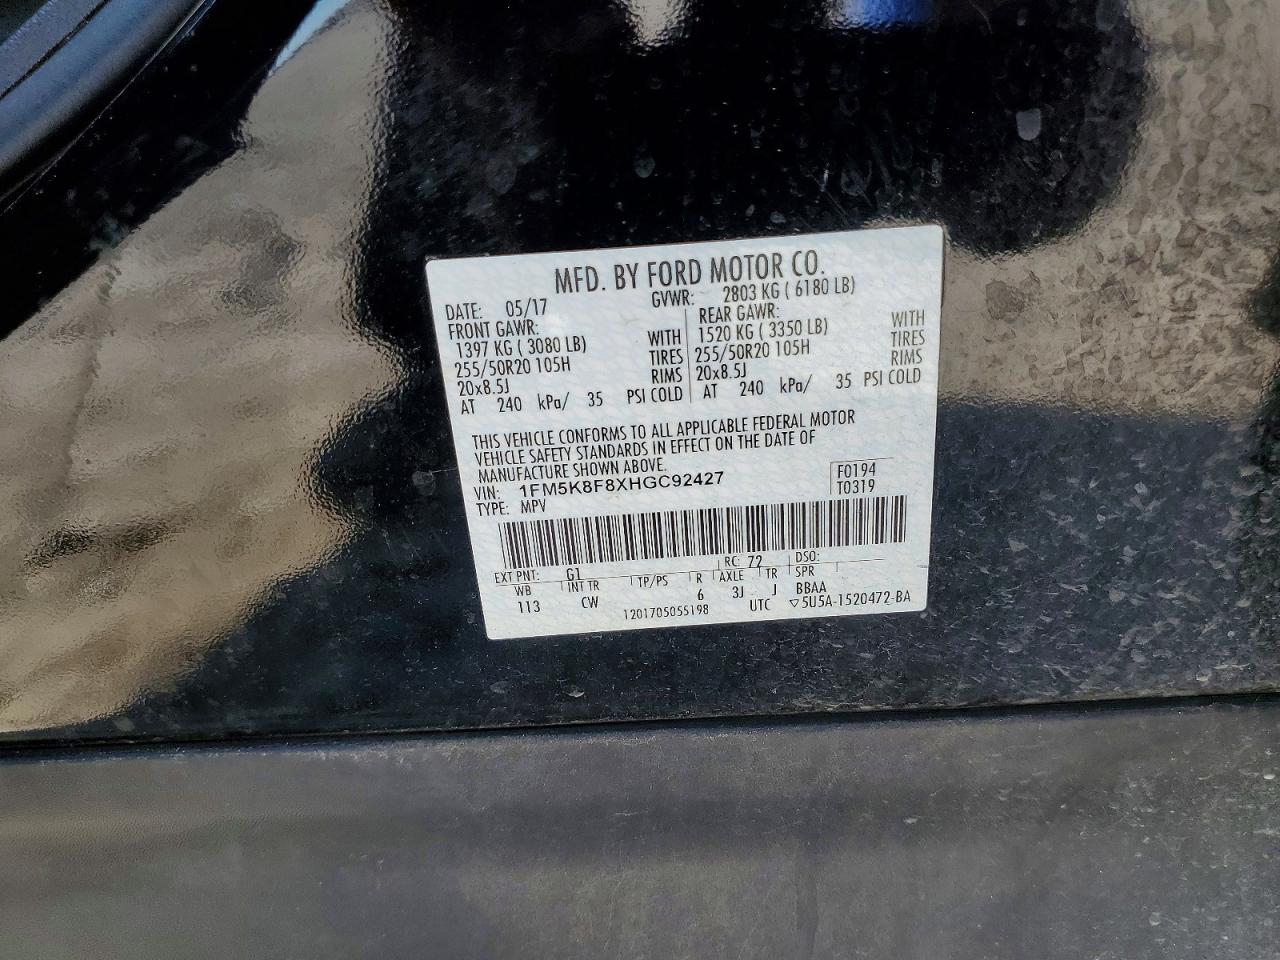 MFD. BY FORD MOTOR CO.
DATE: 05/17 GVWR: 2803 KG ( 6180 LB)
FRONT GAWR: REAR GAWR:
1397 KG ( 3080 LB) WITH 1520 KG ( 3350 LB) WITH
255/50R20 105H TIRES 255/50R20 105H TIRES
20x8.5J RIMS 20x8.5J RIMS
AT 240 kPa/ 35 PSI COLD AT 240 kPa/ 35 PSI COLD
THIS VEHICLE CONFORMS TO ALL APPLICABLE FEDERAL MOTOR
VEHICLE SAFETY STANDARDS IN EFFECT ON THE DATE OF
MANUFACTURE SHOWN ABOVE.
VIN: 1FM5K8F8XHGC92427 F0194
TYPE: MPV T0319
EXT PNT: G1 RC: 72 DSO:
WB INT TR TP/PS R AXLE TR SPR
113 CW 6 3J J BBAA
1201705055198 UTC ▽5U5A-1520472-BA